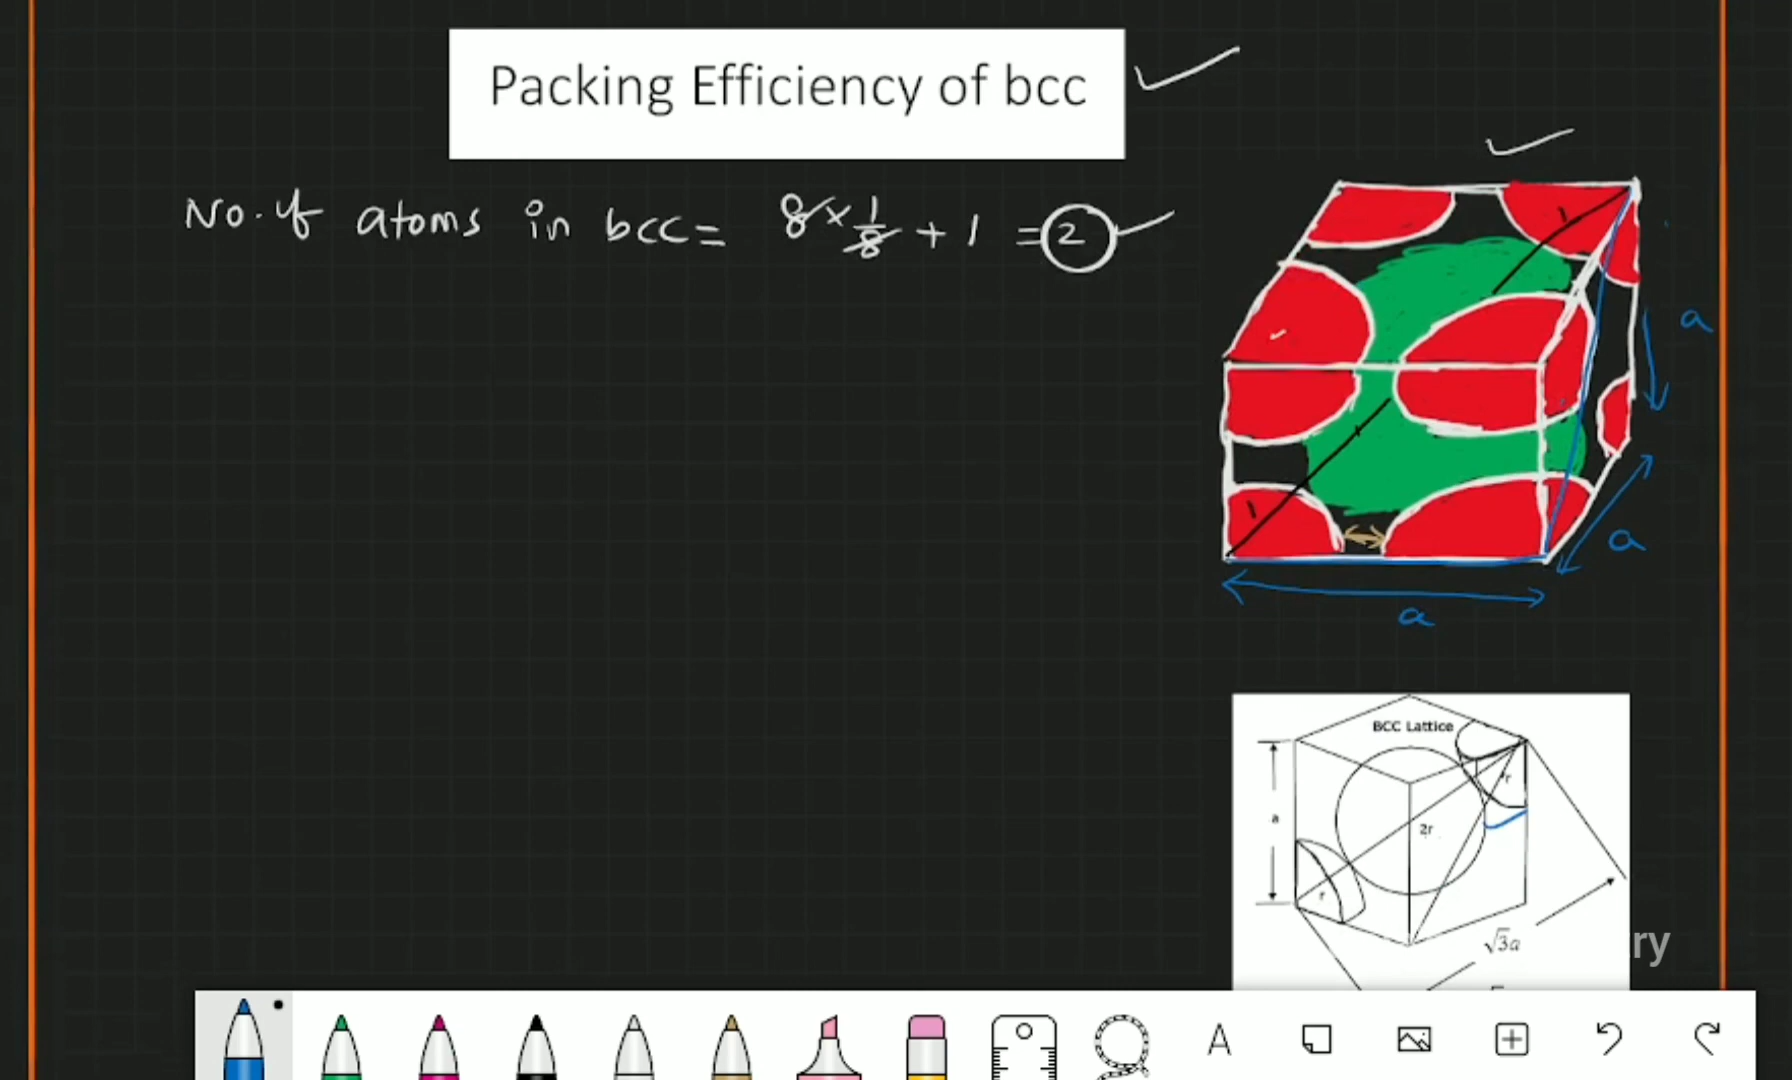 Packing Efficiency of bcc
No. of atoms in bcc = 8 × 1/8 + 1 = 2
a
a
a
BCC Lattice
r
a
2r
r
√3a
ry
A